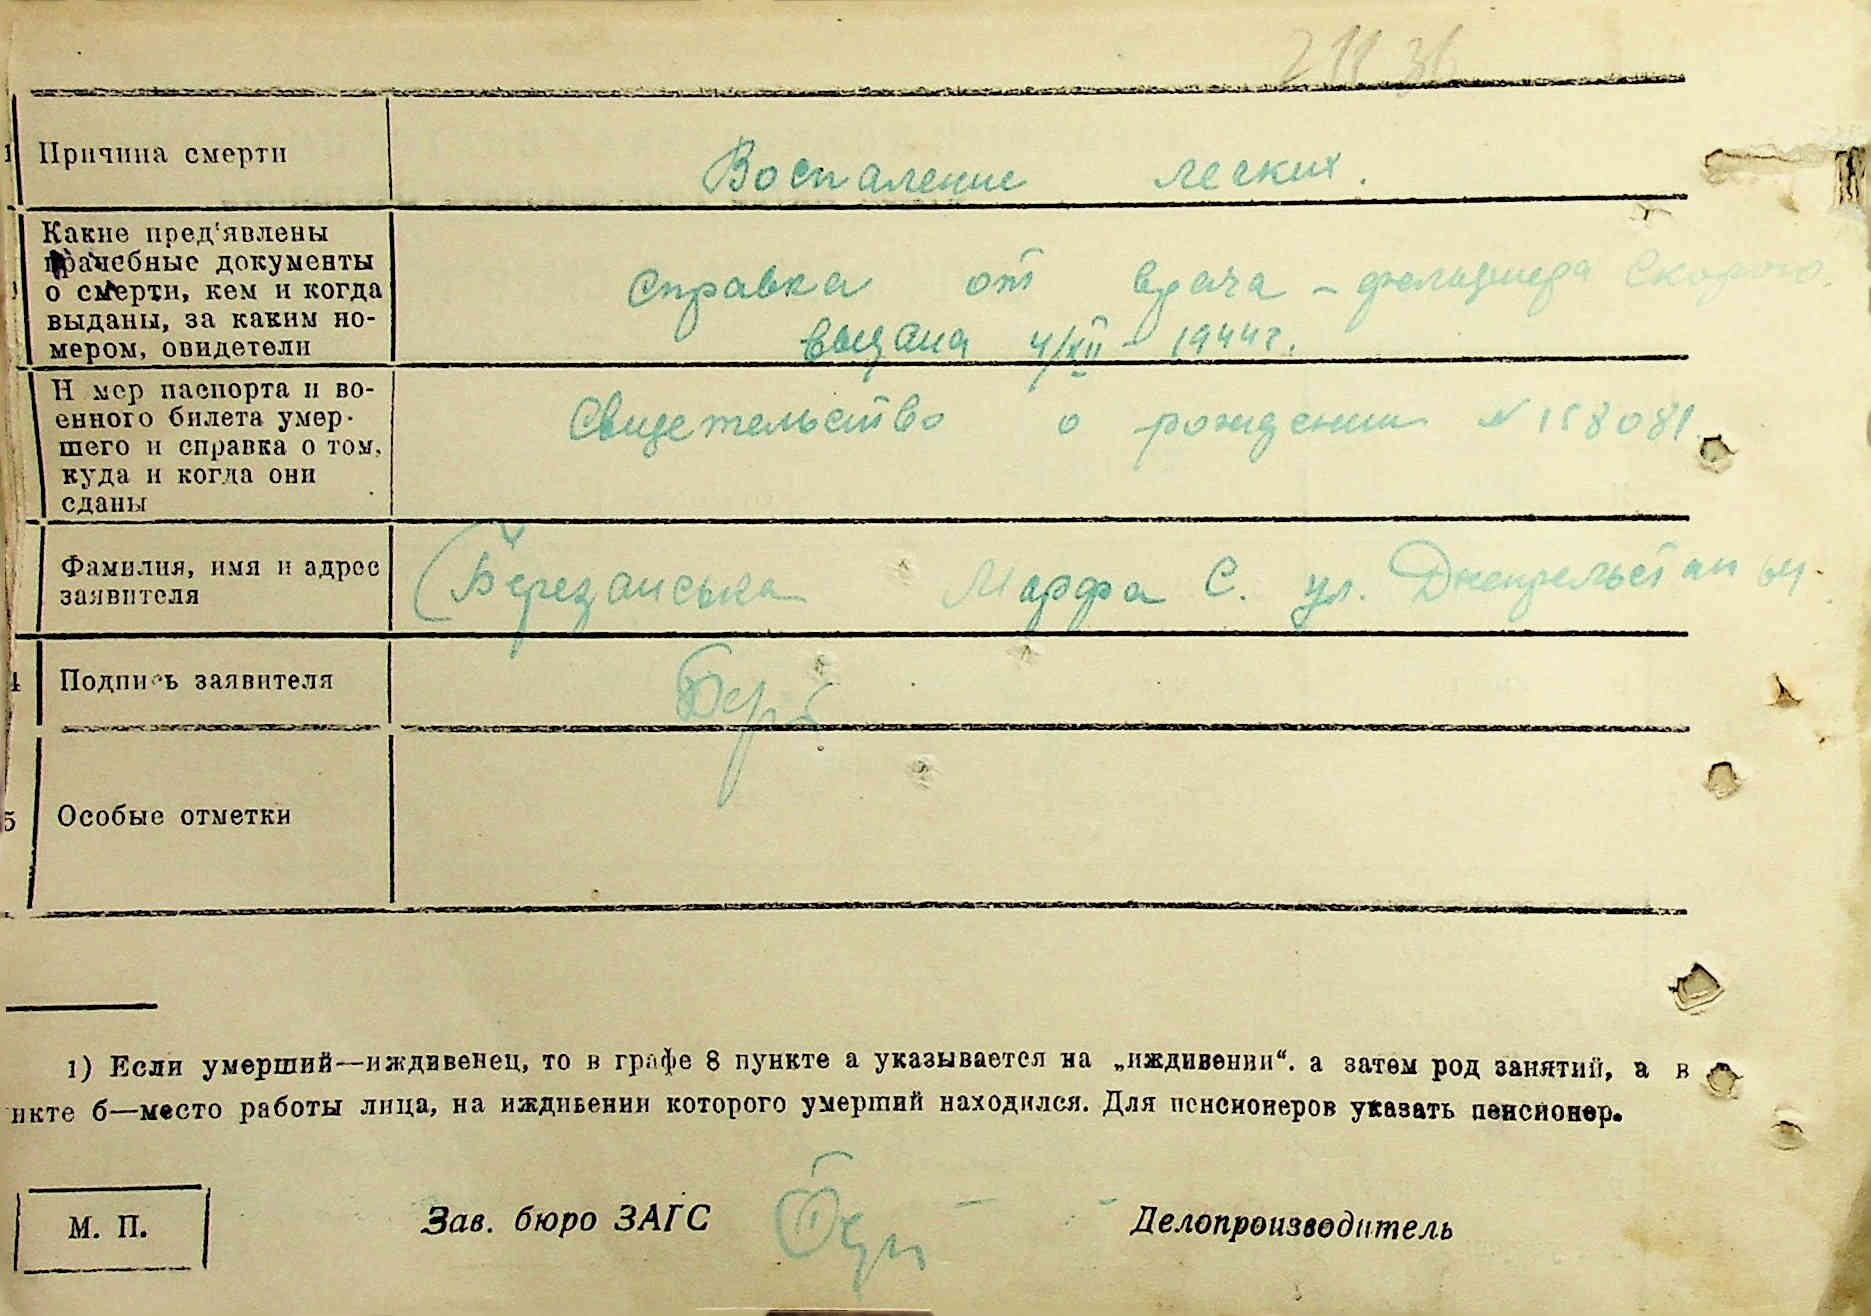 Причина смерти
Воспаление легких.
Какие пред'явлены
врачебные документы
о смерти, кем и когда
выданы, за каким но-
мером, свидетели
Справка от врача – фельдшера Скорого
выдана 4/XII – 1944 г.
Н мер паспорта и во-
енного билета умер-
шего и справка о том,
куда и когда они
сданы
Свидетельство о рождении № 158081.
Фамилия, имя и адрес
заявителя
Березанська Марфа С. ул.
4 Подпись заявителя
5 Особые отметки
1) Если умерший—иждивенец, то в графе 8 пункте а указывается на „иждивении“. а затем род занятий, а в
нкте б—место работы лица, на иждивении которого умерший находился. Для пенсионеров указать пенсионер.
М. П. Зав. бюро ЗАГС Делопроизводитель